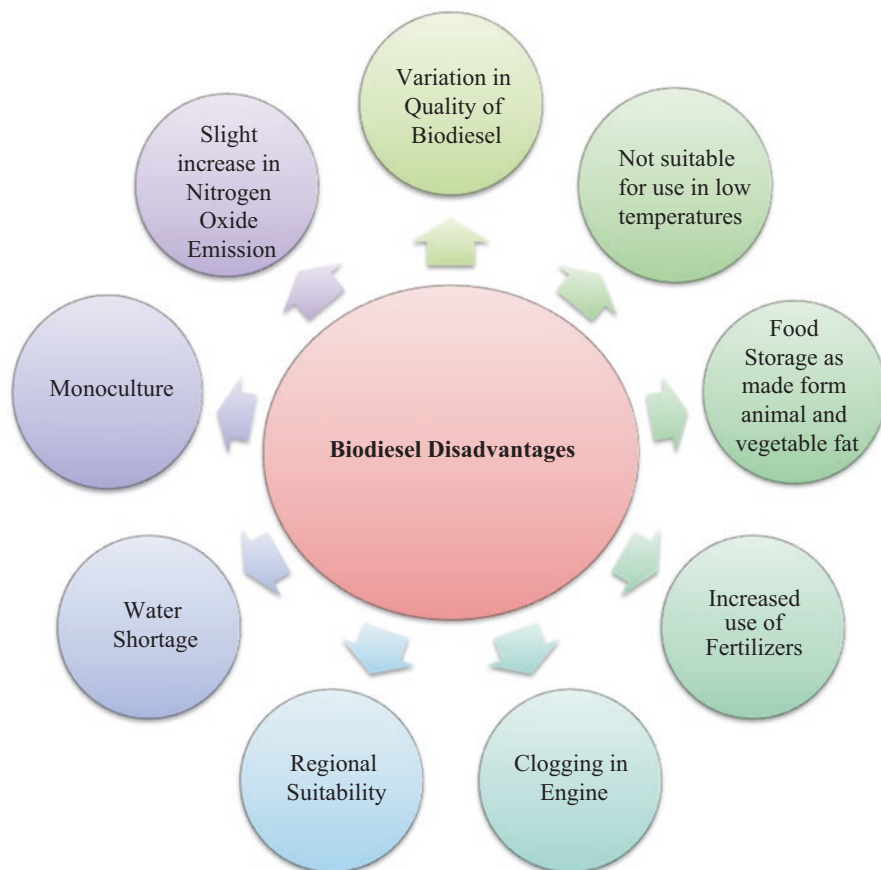 Variation in
Quality of
Biodiesel
Not suitable
for use in low
temperatures
Food
Storage as
made form
animal and
vegetable fat
Increased
use of
Fertilizers
Clogging in
Engine
Regional
Suitability
Water
Shortage
Monoculture
Slight
increase in
Nitrogen
Oxide
Emission
Biodiesel Disadvantages